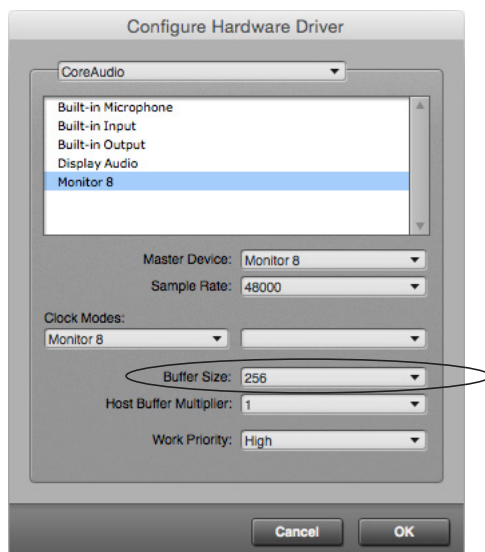 Configure Hardware Driver
CoreAudio
Built-in Microphone
Built-in Input
Built-in Output
Display Audio
Monitor 8
Master Device: Monitor 8
Sample Rate: 48000
Clock Modes:
Monitor 8
Buffer Size: 256
Host Buffer Multiplier: 1
Work Priority: High
Cancel OK